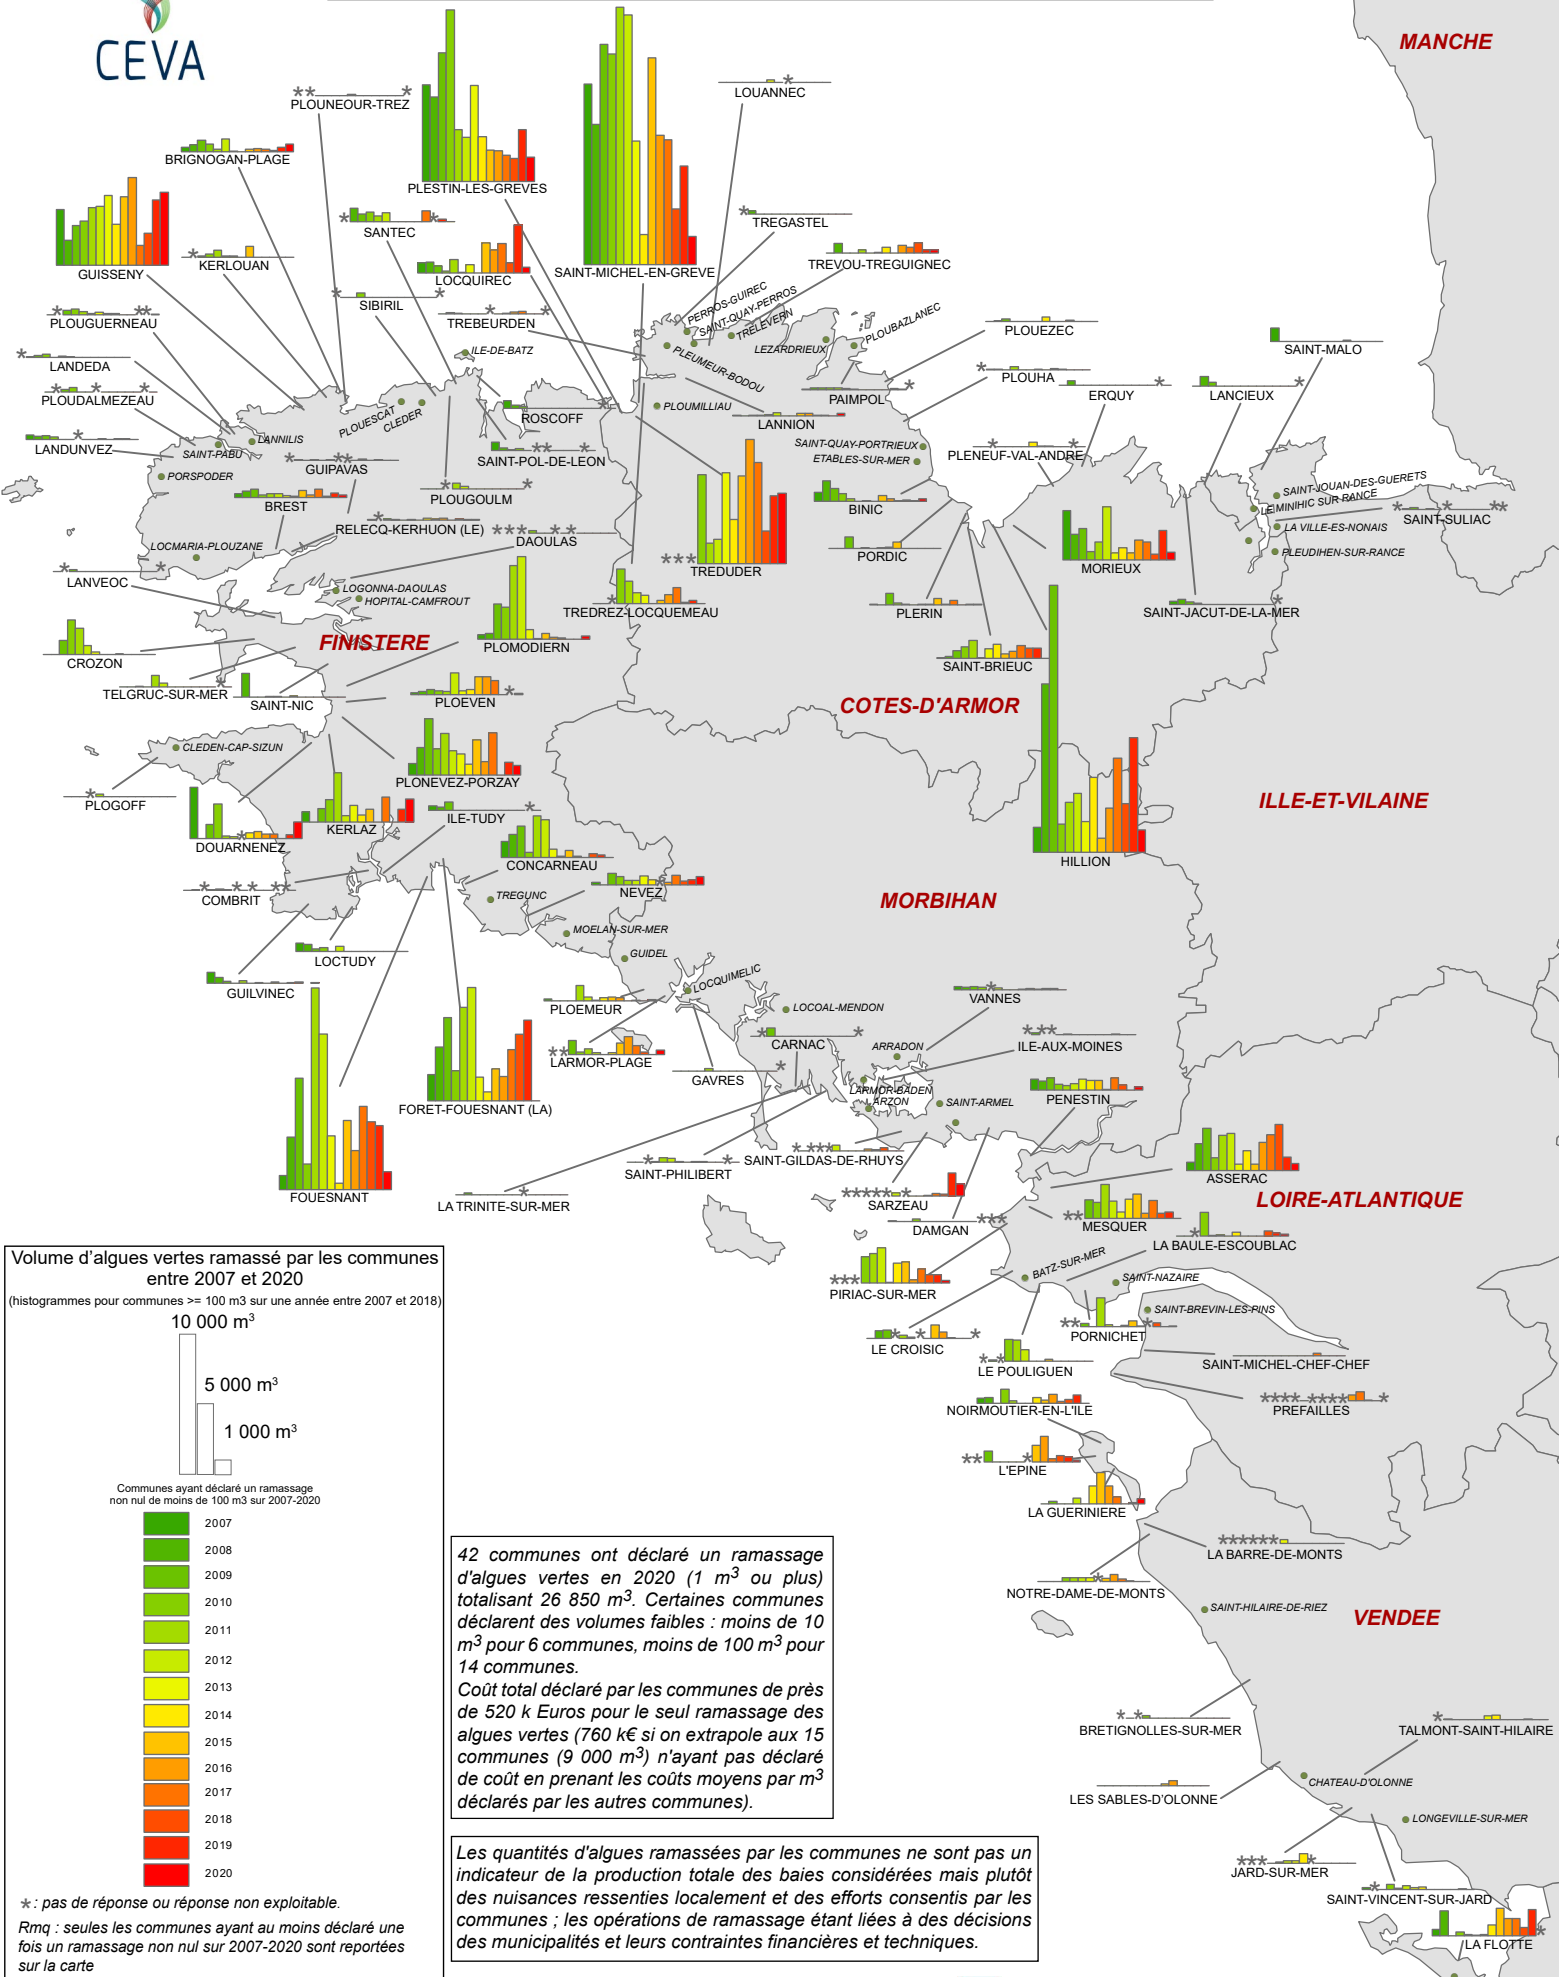 CEVA
MANCHE
LOUANNEC
PLOUNEOUR-TREZ
BRIGNOGAN-PLAGE
PLESTIN-LES-GREVES
TREGASTEL
SANTEC
TREVOU-TREGUIGNEC
GUISSENY
KERLOUAN
LOCQUIREC
SAINT-MICHEL-EN-GREVE
SIBIRIL
PERROS-GUIREC
SAINT-QUAY-PERROS
TRELEVERN
PLOUBAZLANEC
PLOUGUERNEAU
TREBEURDEN
PLOUEZEC
LEZARDRIEUX
SAINT-MALO
ILE-DE-BATZ
PLEUMEUR-BODOU
LANDEDA
PLOUHA
ERQUY
LANCIEUX
PLOUDALMEZEAU
PLOUESCAT
CLEDER
ROSCOFF
PLOUMILLIAU
PAIMPOL
LANNION
LANDUNVEZ
SAINT-PABU
LANNILIS
SAINT-QUAY-PORTRIEUX
ETABLES-SUR-MER
PLENEUF-VAL-ANDRE
GUIPAVAS
SAINT-POL-DE-LEON
PORSPODER
PLOUGOULM
SAINT-JOUAN-DES-GUERETS
LE MINIHIC SUR RANCE
BREST
BINIC
SAINT-SULIAC
RELECQ-KERHUON (LE)
DAOULAS
LA VILLE-ES-NONAIS
LOCMARIA-PLOUZANE
PORDIC
PLEUDIHEN-SUR-RANCE
LANVEOC
TREDUDER
MORIEUX
LOGONNA-DAOULAS
HOPITAL-CAMFROUT
TREDREZ-LOCQUEMEAU
PLERIN
SAINT-JACUT-DE-LA-MER
FINISTERE
PLOMODIERN
CROZON
SAINT-BRIEUC
TELGRUC-SUR-MER
SAINT-NIC
PLOEVEN
COTES-D'ARMOR
CLEDEN-CAP-SIZUN
PLONEVEZ-PORZAY
PLOGOFF
ILLE-ET-VILAINE
KERLAZ
ILE-TUDY
DOUARNENEZ
CONCARNEAU
HILLION
COMBRIT
NEVEZ
TREGUNC
MORBIHAN
MOELAN-SUR-MER
GUIDEL
LOCTUDY
GUILVINEC
LOCQUIMELIC
PLOEMEUR
LOCOAL-MENDON
VANNES
CARNAC
ARRADON
ILE-AUX-MOINES
LARMOR-PLAGE
GAVRES
LARMOR-BADEN
LARZON
SAINT-ARMEL
PENESTIN
FORET-FOUESNANT (LA)
SAINT-GILDAS-DE-RHUYS
SAINT-PHILIBERT
ASSERAC
FOUESNANT
LA TRINITE-SUR-MER
SARZEAU
LOIRE-ATLANTIQUE
DAMGAN
MESQUER
LA BAULE-ESCOUBLAC
BATZ-SUR-MER
SAINT-NAZAIRE
PIRIAC-SUR-MER
SAINT-BREVIN-LES-PINS
PORNICHET
LE CROISIC
SAINT-MICHEL-CHEF-CHEF
LE POULIGUEN
PREFAILLES
NOIRMOUTIER-EN-L'ILE
L'EPINE
LA GUERINIERE
LA BARRE-DE-MONTS
NOTRE-DAME-DE-MONTS
SAINT-HILAIRE-DE-RIEZ
VENDEE
BRETIGNOLLES-SUR-MER
TALMONT-SAINT-HILAIRE
CHATEAU-D'OLONNE
LES SABLES-D'OLONNE
LONGEVILLE-SUR-MER
JARD-SUR-MER
SAINT-VINCENT-SUR-JARD
LA FLOTTE
Volume d'algues vertes ramassé par les communes
entre 2007 et 2020
(histogrammes pour communes >= 100 m3 sur une année entre 2007 et 2018)
10 000 m³
5 000 m³
1 000 m³
Communes ayant déclaré un ramassage
non nul de moins de 100 m3 sur 2007-2020
2007
2008
2009
2010
2011
2012
2013
2014
2015
2016
2017
2018
2019
2020
* : pas de réponse ou réponse non exploitable.
Rmq : seules les communes ayant au moins déclaré une
fois un ramassage non nul sur 2007-2020 sont reportées
sur la carte
42 communes ont déclaré un ramassage
d'algues vertes en 2020 (1 m³ ou plus)
totalisant 26 850 m³. Certaines communes
déclarent des volumes faibles : moins de 10
m³ pour 6 communes, moins de 100 m³ pour
14 communes.
Coût total déclaré par les communes de près
de 520 k Euros pour le seul ramassage des
algues vertes (760 k€ si on extrapole aux 15
communes (9 000 m³) n'ayant pas déclaré
de coût en prenant les coûts moyens par m³
déclarés par les autres communes).
Les quantités d'algues ramassées par les communes ne sont pas un
indicateur de la production totale des baies considérées mais plutôt
des nuisances ressenties localement et des efforts consentis par les
communes ; les opérations de ramassage étant liées à des décisions
des municipalités et leurs contraintes financières et techniques.